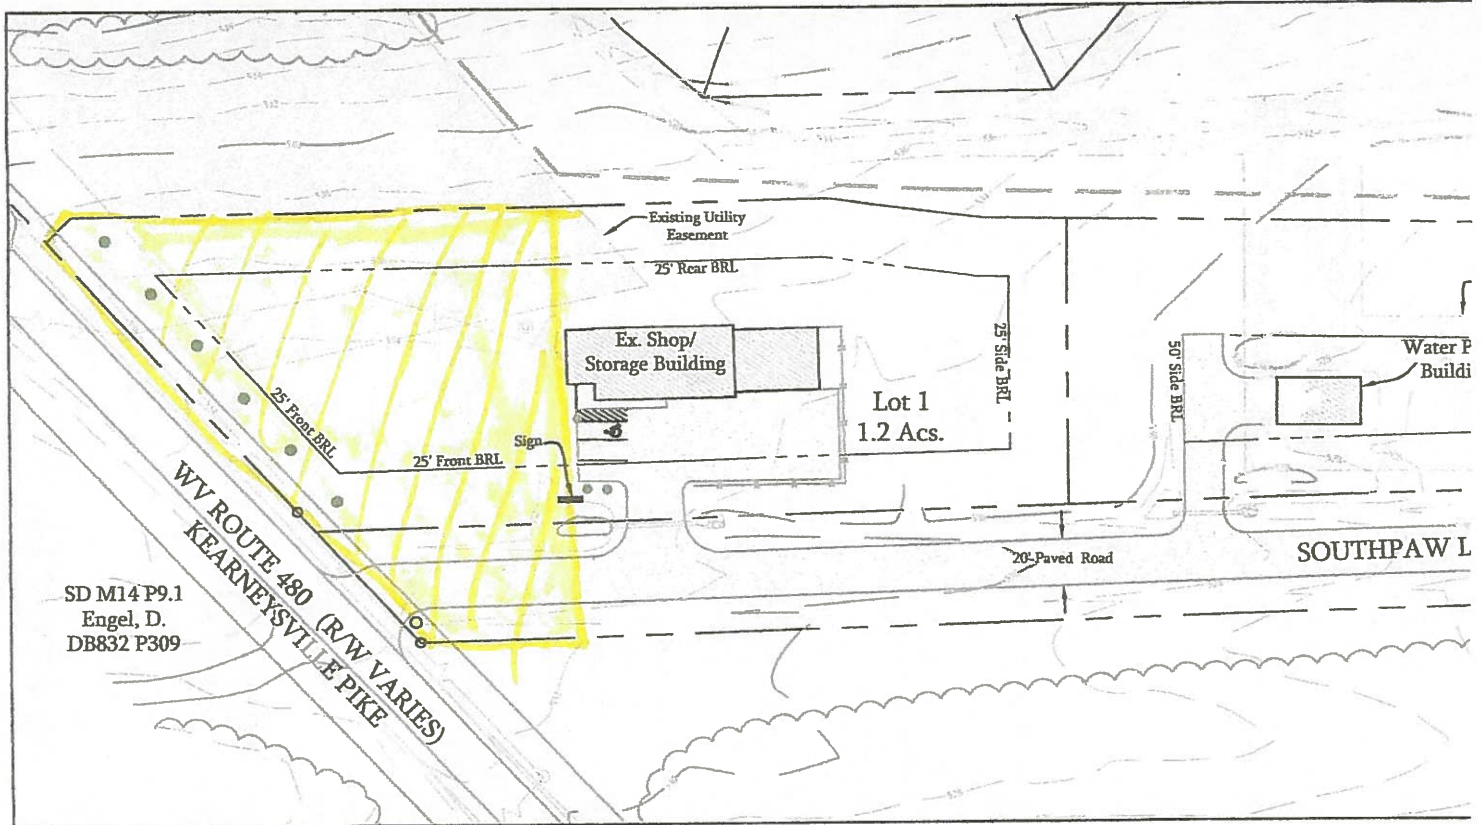 Existing Utility
Easement
25' Rear BRL
Ex. Shop/
Storage Building
25' Side BRL
Lot 1
1.2 Acs.
50' Side BRL
Water P
Buildi
25' Front BRL
Sign
25' Front BRL
WV ROUTE 480 (R/W VARIES)
KEARNEYSVILLE PIKE
20' Paved Road
SOUTHPAW L
SD M14 P9.1
Engel, D.
DB832 P309